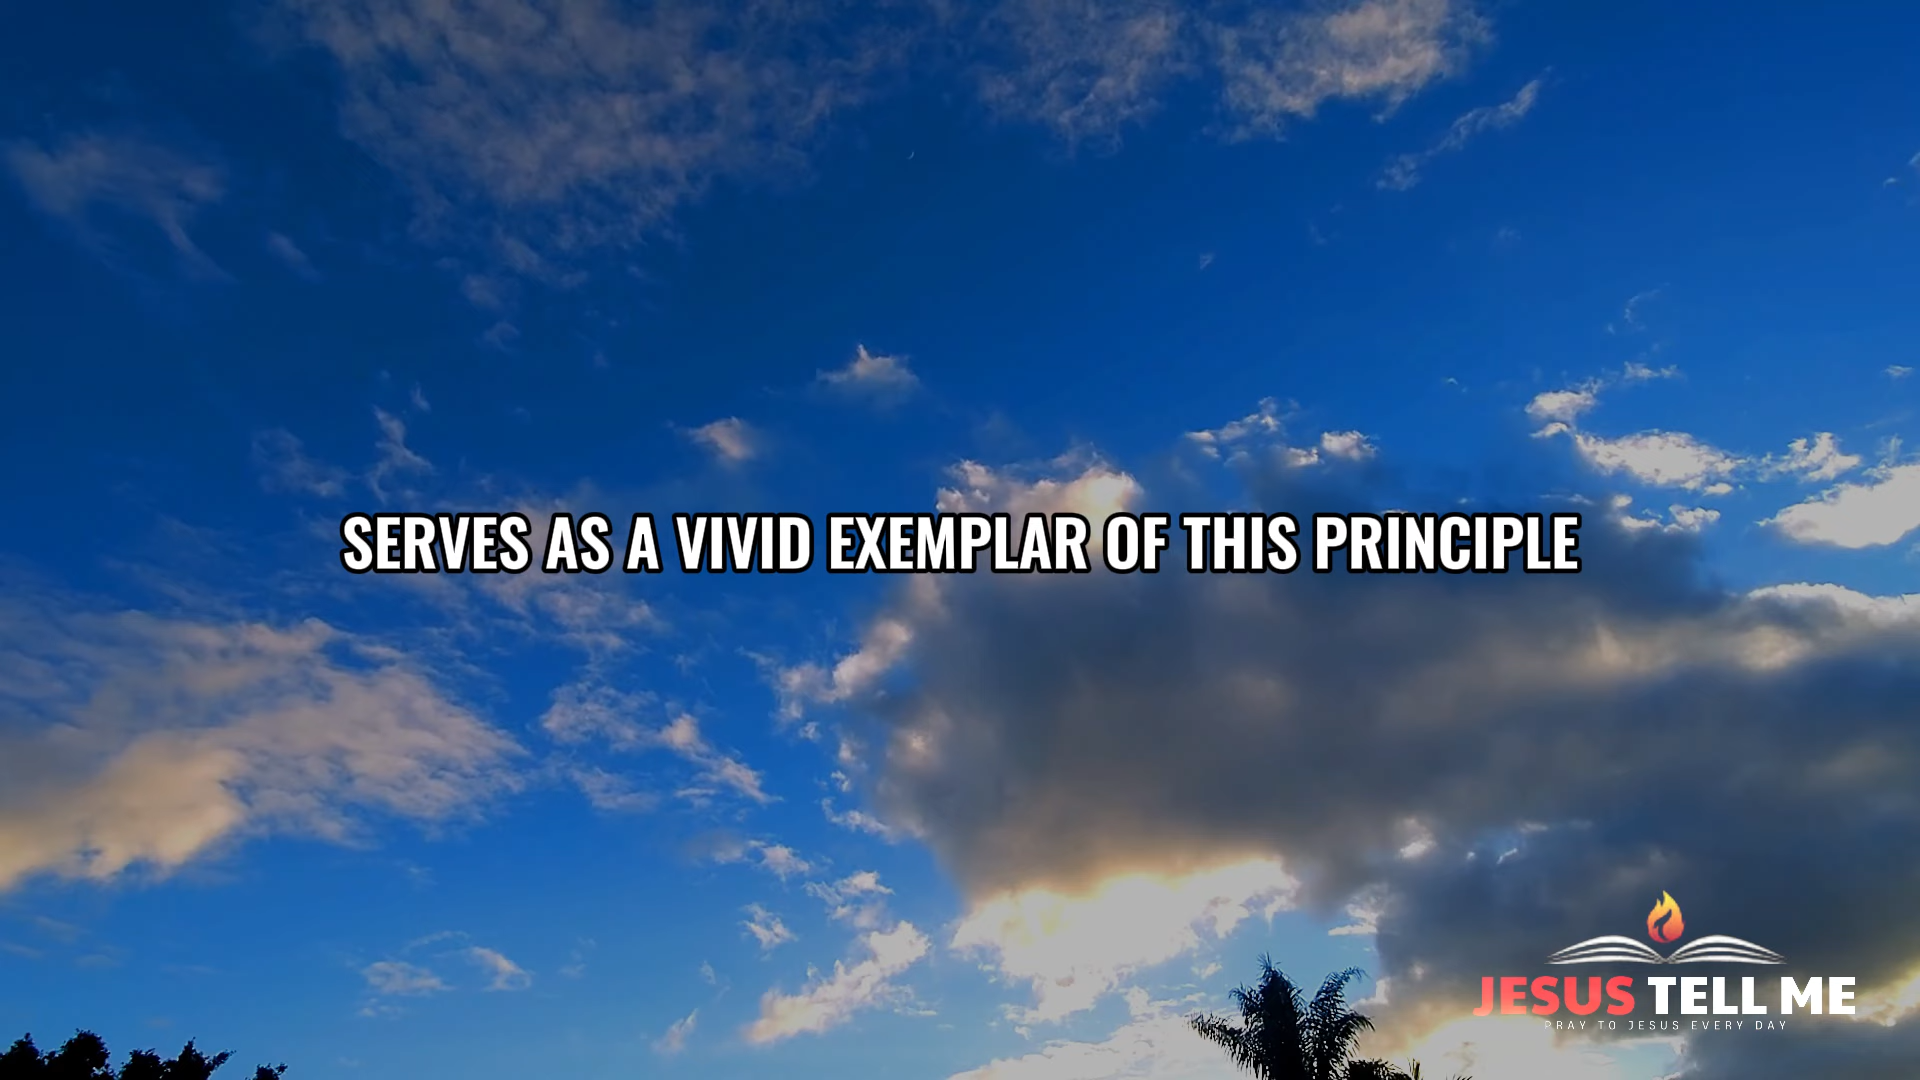 SERVES AS A VIVID EXEMPLAR OF THIS PRINCIPLE
JESUS TELL ME
PRAY TO JESUS EVERY DAY